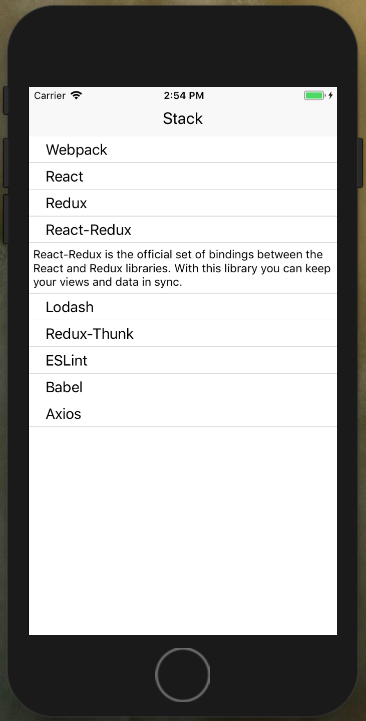 Carrier 2:54 PM
Stack
Webpack
React
Redux
React-Redux
React-Redux is the official set of bindings between the
React and Redux libraries. With this library you can keep
your views and data in sync.
Lodash
Redux-Thunk
ESLint
Babel
Axios